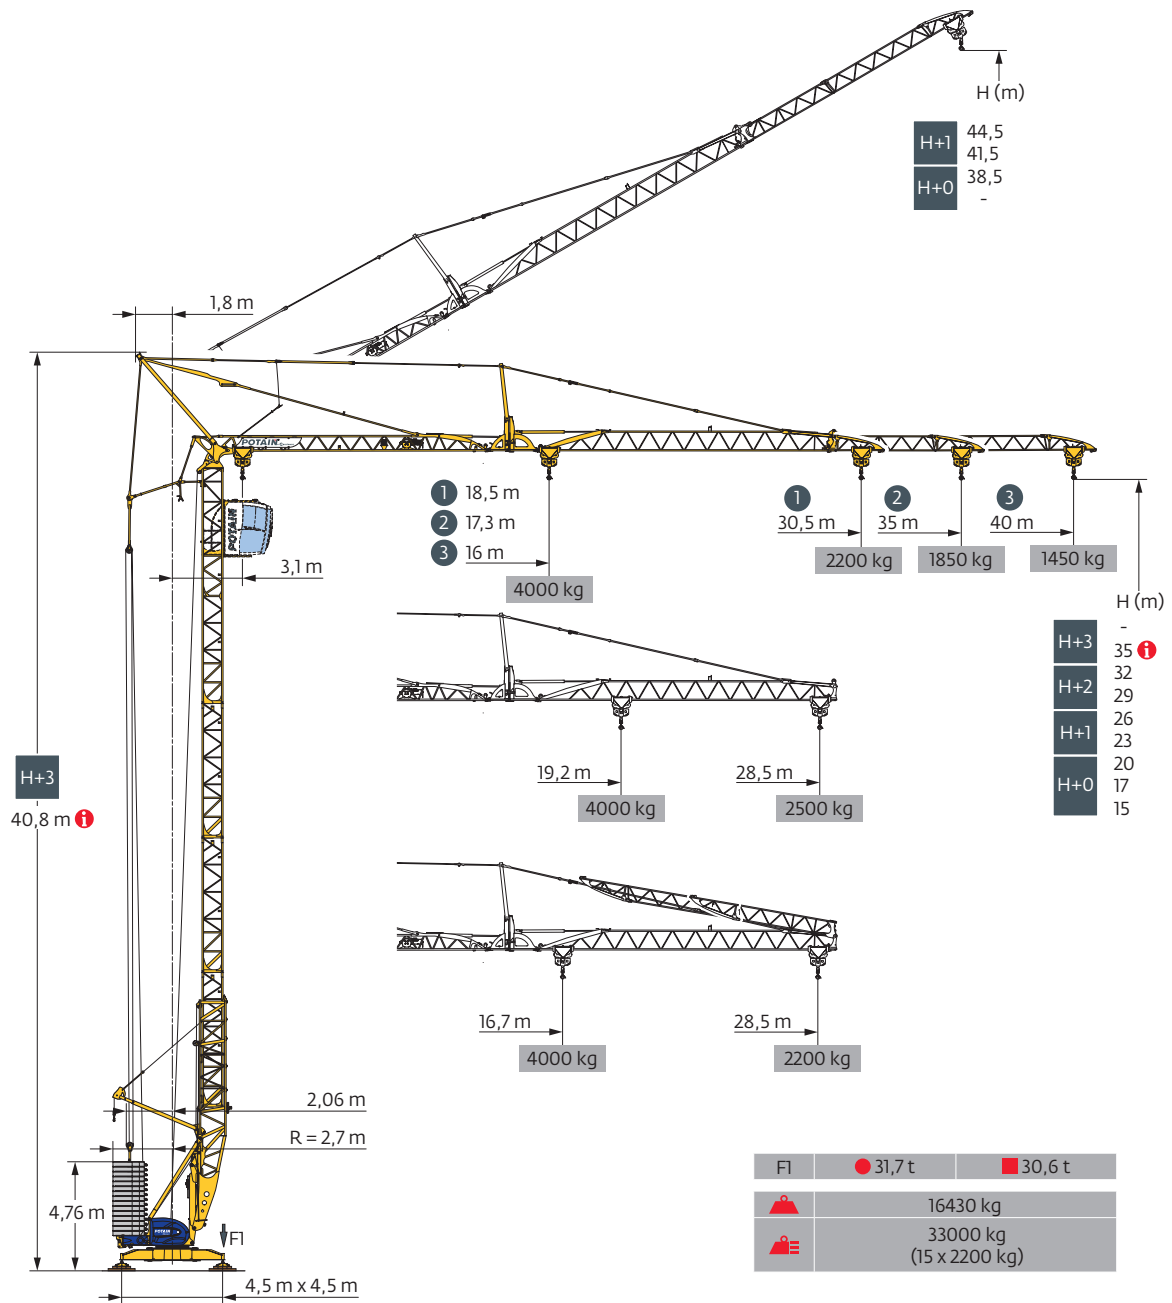 H (m)
H+1
44,5
41,5
H+0
38,5
-
1,8 m
POTAIN
POTAIN
1 18,5 m
2 17,3 m
3 16 m
4000 kg
1
30,5 m
2200 kg
2
35 m
1850 kg
3
40 m
1450 kg
3,1 m
H (m)
-
H+3
35 i
32
H+2
29
26
H+1
23
20
H+0
17
15
H+3
40,8 m i
19,2 m
4000 kg
28,5 m
2500 kg
16,7 m
4000 kg
28,5 m
2200 kg
2,06 m
R = 2,7 m
4,76 m
POTAIN
F1
4,5 m x 4,5 m
F1 31,7 t 30,6 t
16430 kg
33000 kg
(15 x 2200 kg)